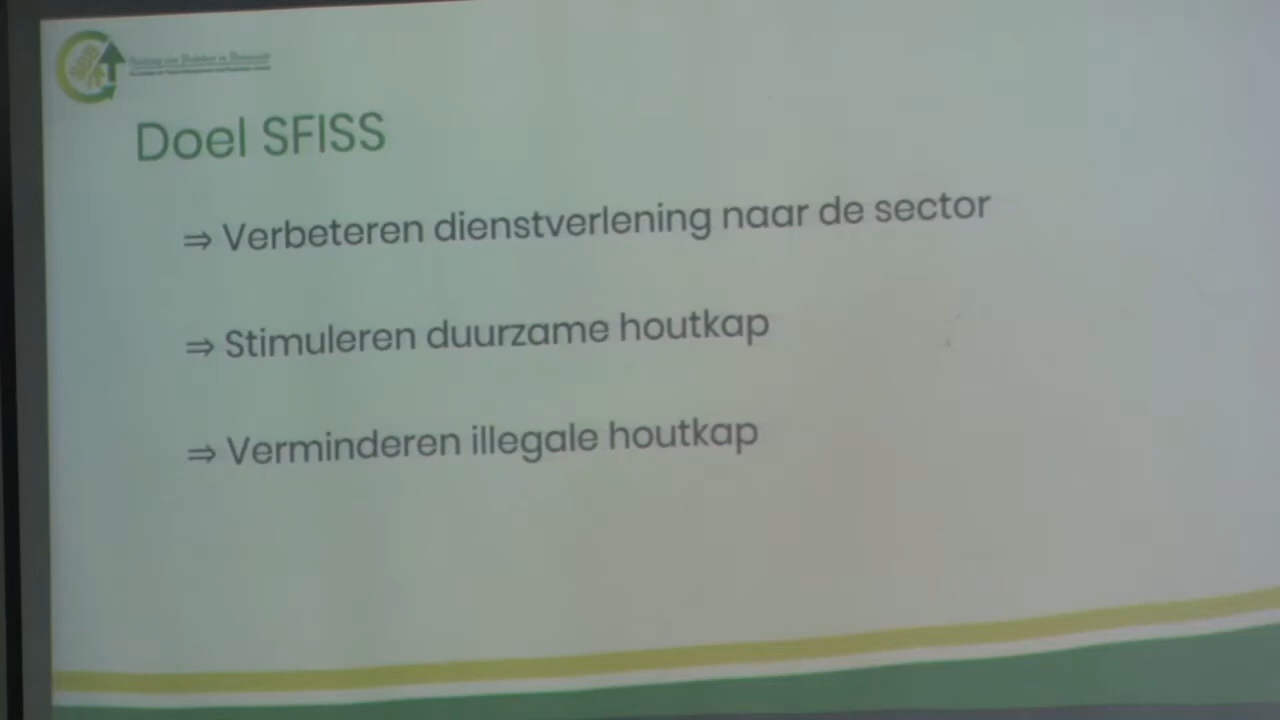 Doel SFISS
⇒ Verbeteren dienstverlening naar de sector
⇒ Stimuleren duurzame houtkap
⇒ Verminderen illegale houtkap